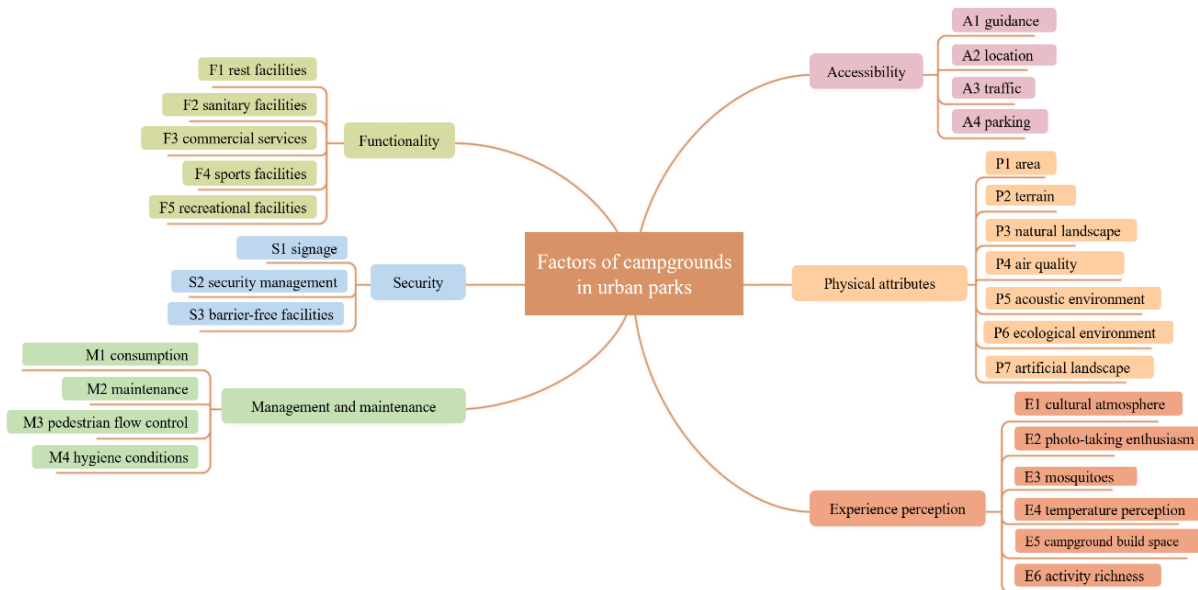 Factors of campgrounds
in urban parks
Functionality
F1 rest facilities
F2 sanitary facilities
F3 commercial services
F4 sports facilities
F5 recreational facilities
Security
S1 signage
S2 security management
S3 barrier-free facilities
Management and maintenance
M1 consumption
M2 maintenance
M3 pedestrian flow control
M4 hygiene conditions
Accessibility
A1 guidance
A2 location
A3 traffic
A4 parking
Physical attributes
P1 area
P2 terrain
P3 natural landscape
P4 air quality
P5 acoustic environment
P6 ecological environment
P7 artificial landscape
Experience perception
E1 cultural atmosphere
E2 photo-taking enthusiasm
E3 mosquitoes
E4 temperature perception
E5 campground build space
E6 activity richness